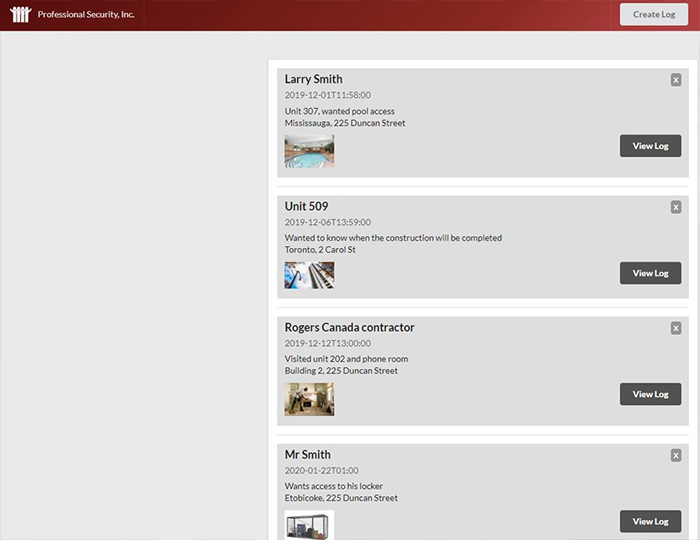 Professional Security, Inc.
Create Log
Larry Smith
x
2019-12-01T11:58:00
Unit 307, wanted pool access
Mississauga, 225 Duncan Street
View Log
Unit 509
x
2019-12-06T13:59:00
Wanted to know when the construction will be completed
Toronto, 2 Carol St
View Log
Rogers Canada contractor
x
2019-12-12T13:00:00
Visited unit 202 and phone room
Building 2, 225 Duncan Street
View Log
Mr Smith
x
2020-01-22T01:00
Wants access to his locker
Etobicoke, 225 Duncan Street
View Log